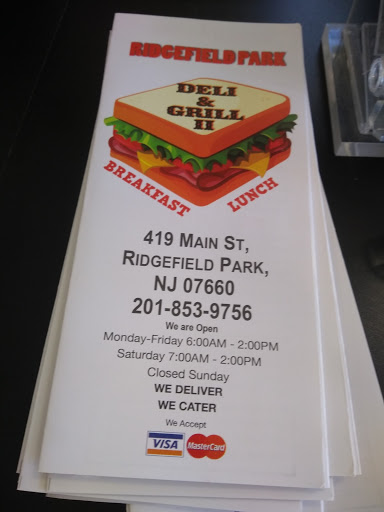 RIDGEFIELD PARK
DELI
&
GRILL
II
BREAKFAST
LUNCH
419 MAIN ST,
RIDGEFIELD PARK,
NJ 07660
201-853-9756
We are Open
Monday-Friday 6:00AM - 2:00PM
Saturday 7:00AM - 2:00PM
Closed Sunday
WE DELIVER
WE CATER
We Accept
VISA MasterCard